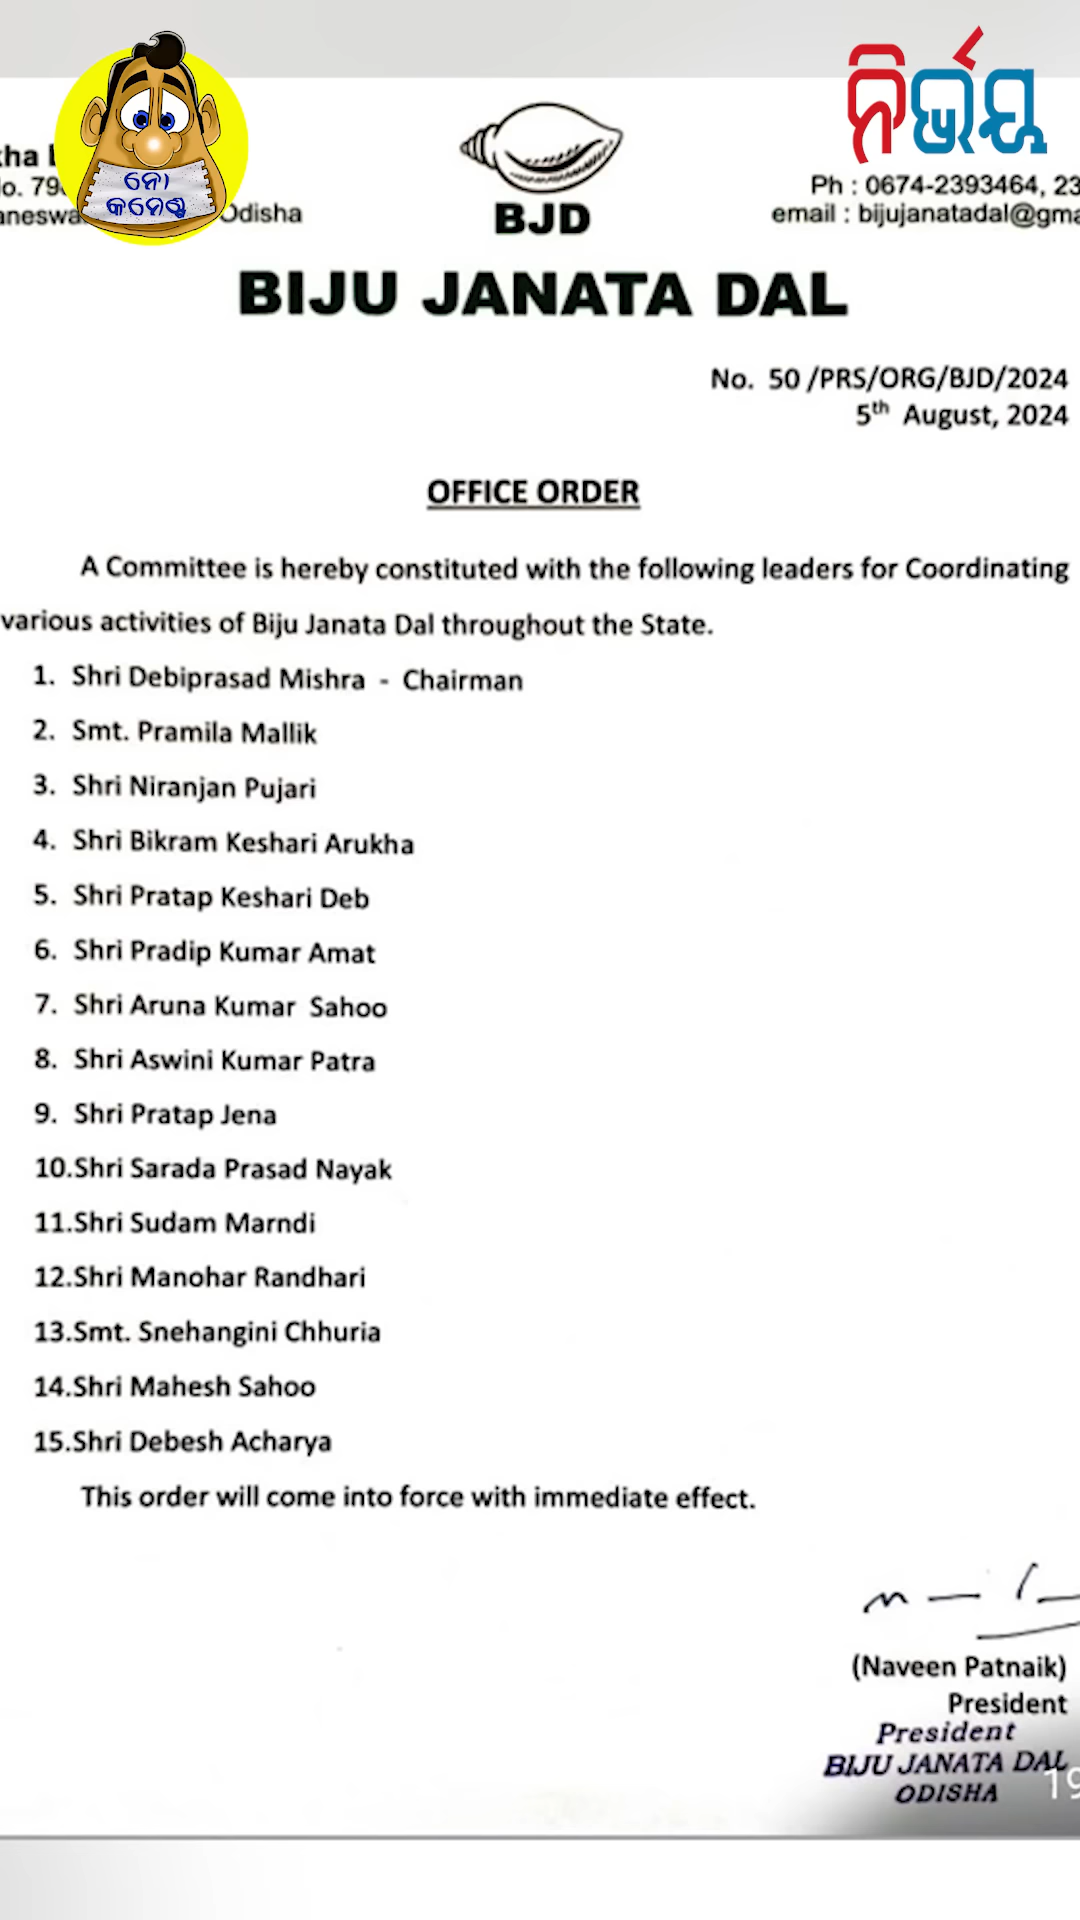 ନିର୍ଭୟ
ନୋ
କମେଣ୍ଟ
Odisha
BJD
Ph : 0674-2393464, 23
email : bijujanatadal@gma
BIJU JANATA DAL
No. 50 /PRS/ORG/BJD/2024
5th August, 2024
OFFICE ORDER
A Committee is hereby constituted with the following leaders for Coordinating
various activities of Biju Janata Dal throughout the State.
1. Shri Debiprasad Mishra - Chairman
2. Smt. Pramila Mallik
3. Shri Niranjan Pujari
4. Shri Bikram Keshari Arukha
5. Shri Pratap Keshari Deb
6. Shri Pradip Kumar Amat
7. Shri Aruna Kumar Sahoo
8. Shri Aswini Kumar Patra
9. Shri Pratap Jena
10.Shri Sarada Prasad Nayak
11.Shri Sudam Marndi
12.Shri Manohar Randhari
13.Smt. Snehangini Chhuria
14.Shri Mahesh Sahoo
15.Shri Debesh Acharya
This order will come into force with immediate effect.
(Naveen Patnaik)
President
President
BIJU JANATA DAL
ODISHA
19